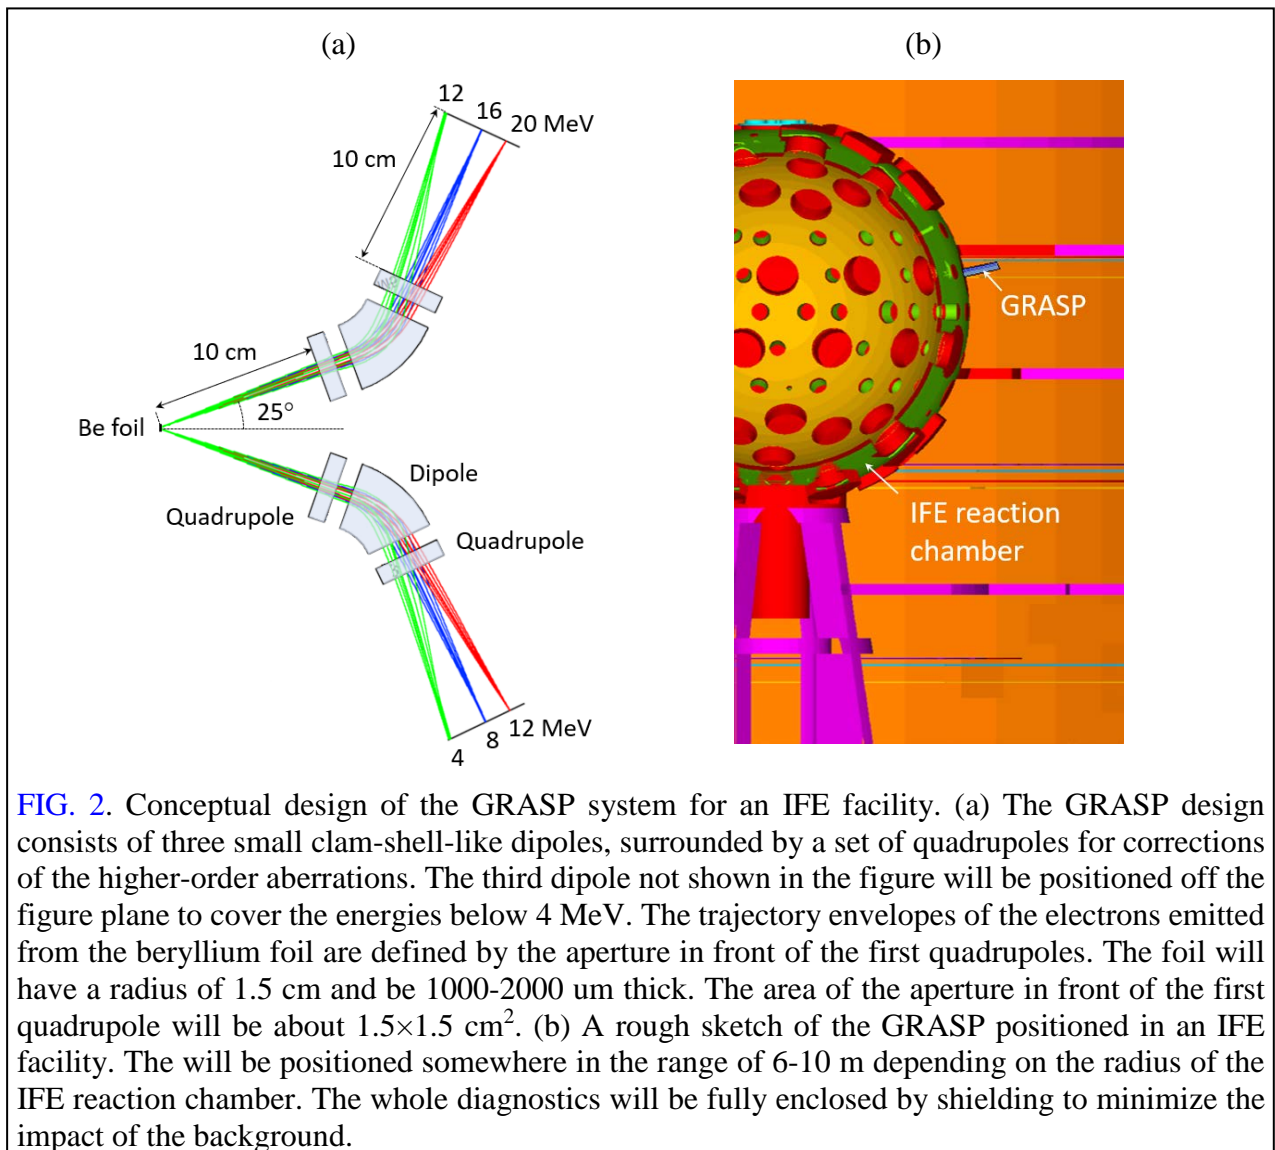 (a)
(b)
12
16
20 MeV
10 cm
10 cm
25°
Be foil
Dipole
Quadrupole
Quadrupole
12 MeV
8
4
GRASP
IFE reaction
chamber
FIG. 2. Conceptual design of the GRASP system for an IFE facility. (a) The GRASP design
consists of three small clam-shell-like dipoles, surrounded by a set of quadrupoles for corrections
of the higher-order aberrations. The third dipole not shown in the figure will be positioned off the
figure plane to cover the energies below 4 MeV. The trajectory envelopes of the electrons emitted
from the beryllium foil are defined by the aperture in front of the first quadrupoles. The foil will
have a radius of 1.5 cm and be 1000-2000 um thick. The area of the aperture in front of the first
quadrupole will be about 1.5×1.5 cm². (b) A rough sketch of the GRASP positioned in an IFE
facility. The will be positioned somewhere in the range of 6-10 m depending on the radius of the
IFE reaction chamber. The whole diagnostics will be fully enclosed by shielding to minimize the
impact of the background.